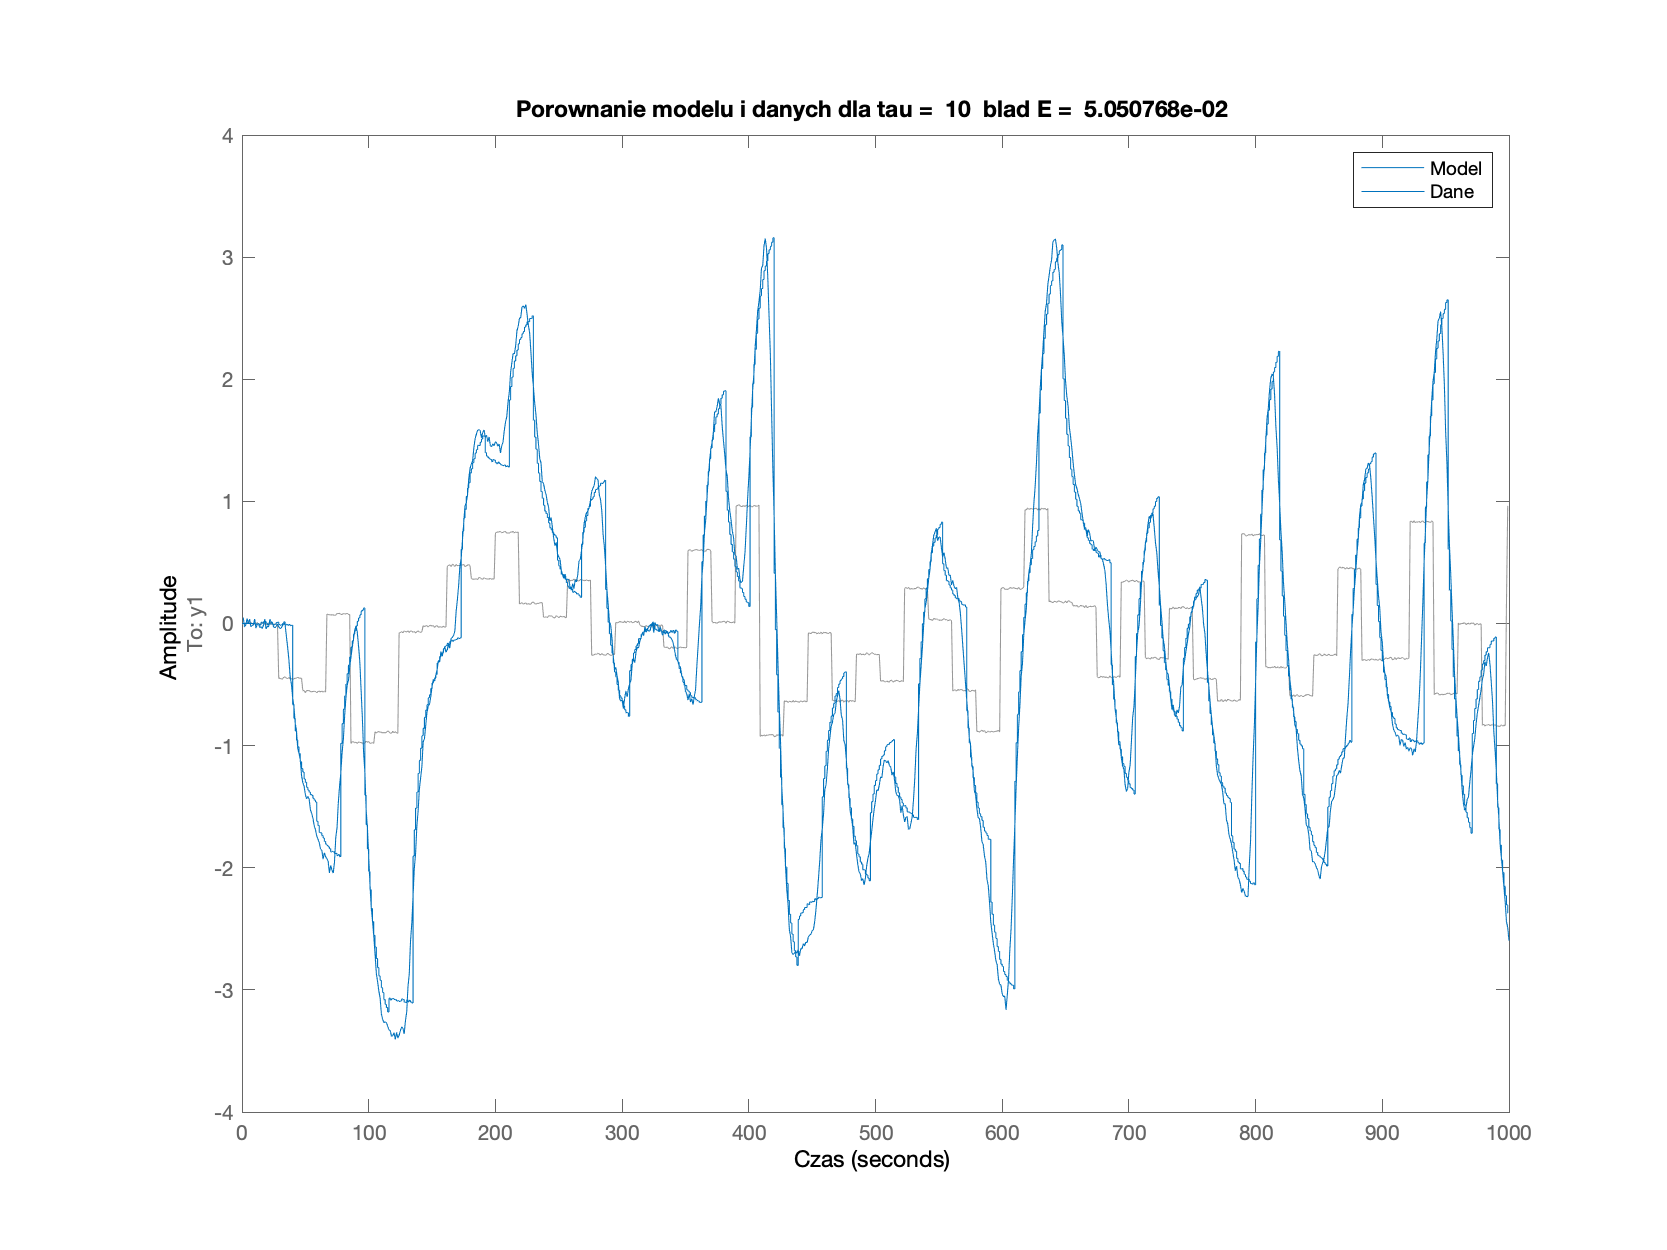 Porownanie modelu i danych dla tau = 10 blad E = 5.050768e-02
Model
Dane
4
3
2
1
0
-1
-2
-3
-4
Amplitude
To: y1
0 100 200 300 400 500 600 700 800 900 1000
Czas (seconds)